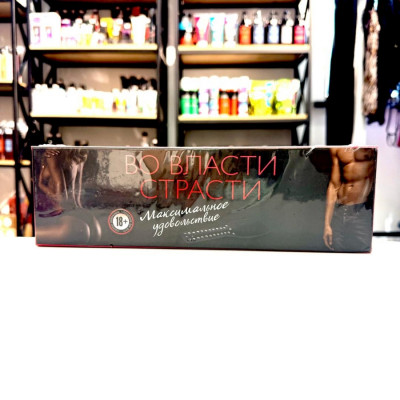 ВО ВЛАСТИ
СТРАСТИ
18+
Максимальное
удовольствие